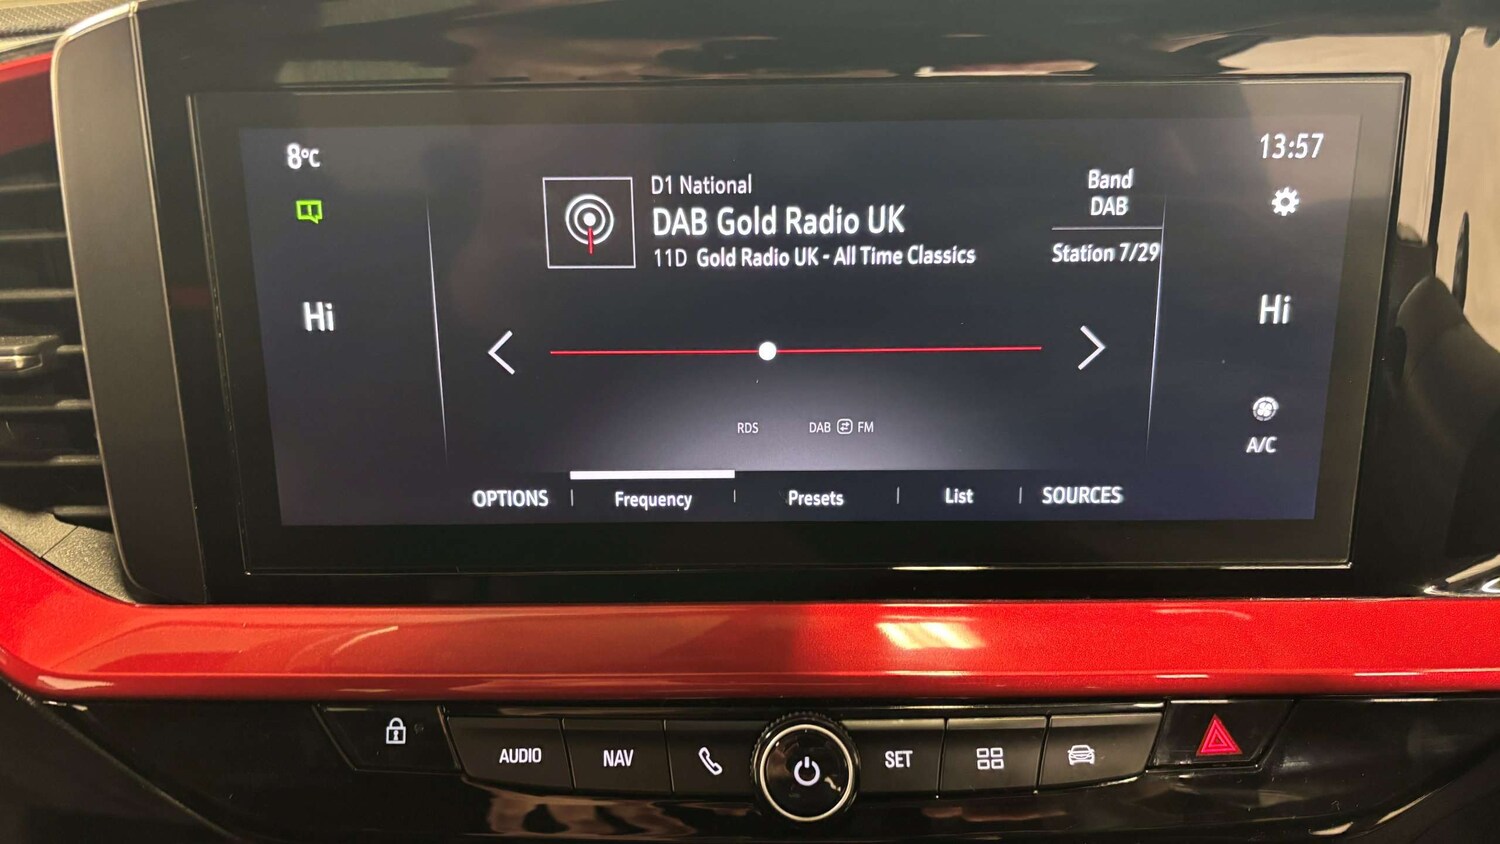 8°C
13:57
D1 National
DAB Gold Radio UK
11D Gold Radio UK - All Time Classics
Band
DAB
Station 7/29
Hi
Hi
RDS
DAB FM
A/C
OPTIONS
Frequency
Presets
List
SOURCES
AUDIO
NAV
SET